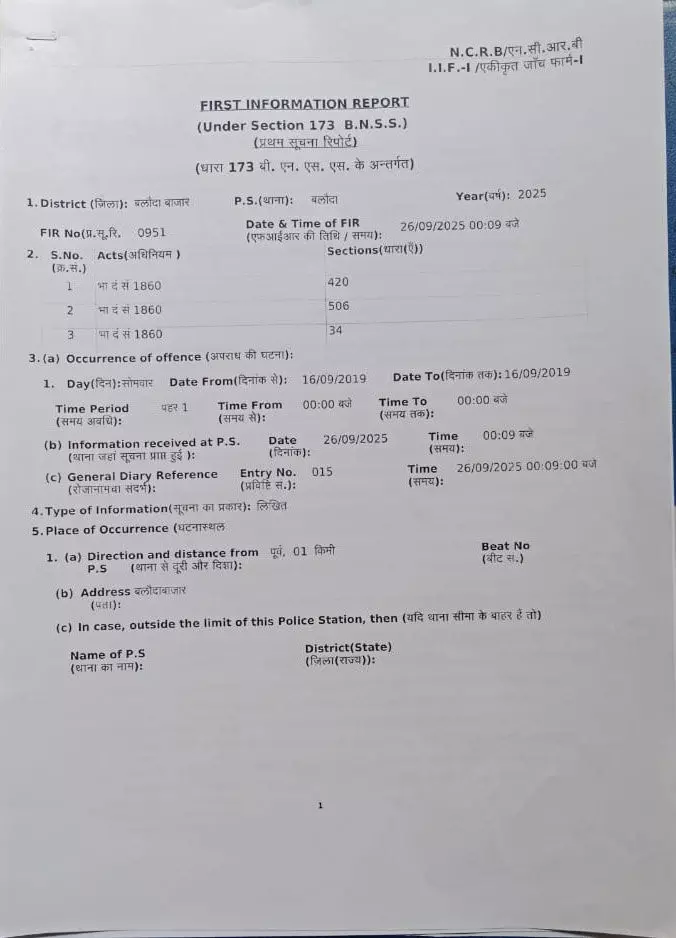 N.C.R.B/एन.सी.आर.बी
I.I.F.-I /एकीकृत जाँच फार्म-I
FIRST INFORMATION REPORT
(Under Section 173 B.N.S.S.)
(प्रथम सूचना रिपोर्ट)
(धारा 173 बी. एन. एस. एस. के अन्तर्गत)
1. District (जिला): बलौदा बाजार P.S.(थाना): बलौदा Year(वर्ष): 2025
FIR No(प्र.सू.रि. 0951 Date & Time of FIR 26/09/2025 00:09 बजे
(एफआईआर की तिथि / समय):
2. S.No. Acts(अधिनियम ) Sections(धारा(एँ))
(क्र.सं.)
1 भा दं सं 1860 420
2 भा दं सं 1860 506
3 भा दं सं 1860 34
3. (a) Occurrence of offence (अपराध की घटना):
1. Day(दिन):सोमवार Date From(दिनांक से): 16/09/2019 Date To(दिनांक तक): 16/09/2019
Time Period पहर 1 Time From 00:00 बजे Time To 00:00 बजे
(समय अवधि): (समय से): (समय तक):
(b) Information received at P.S. Date 26/09/2025 Time 00:09 बजे
(थाना जहां सूचना प्राप्त हुई ): (दिनांक): (समय):
(c) General Diary Reference Entry No. 015 Time 26/09/2025 00:09:00 बजे
(रोजानामचा संदर्भ): (प्रविष्टि सं.): (समय):
4. Type of Information(सूचना का प्रकार): लिखित
5. Place of Occurrence (घटनास्थल
1. (a) Direction and distance from पूर्व, 01 किमी Beat No
P.S (थाना से दूरी और दिशा): (बीट सं.):
(b) Address बलौदाबाजार
(पता):
(c) In case, outside the limit of this Police Station, then (यदि थाना सीमा के बाहर हैं तो)
Name of P.S District(State)
(थाना का नाम): (जिला(राज्य)):
1